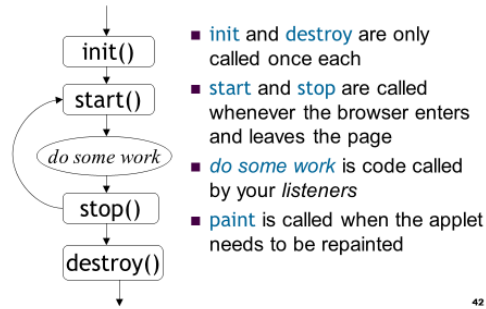 init()
start()
do some work
stop()
destroy()
init and destroy are only
called once each
start and stop are called
whenever the browser enters
and leaves the page
do some work is code called
by your listeners
paint is called when the applet
needs to be repainted
42